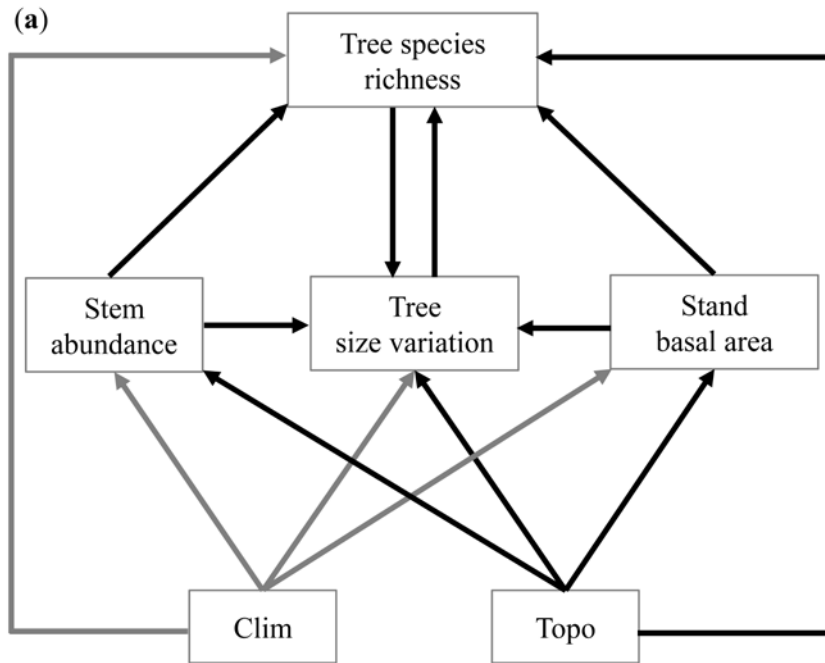 (a)
Tree species
richness
Stem
abundance
Tree
size variation
Stand
basal area
Clim
Topo